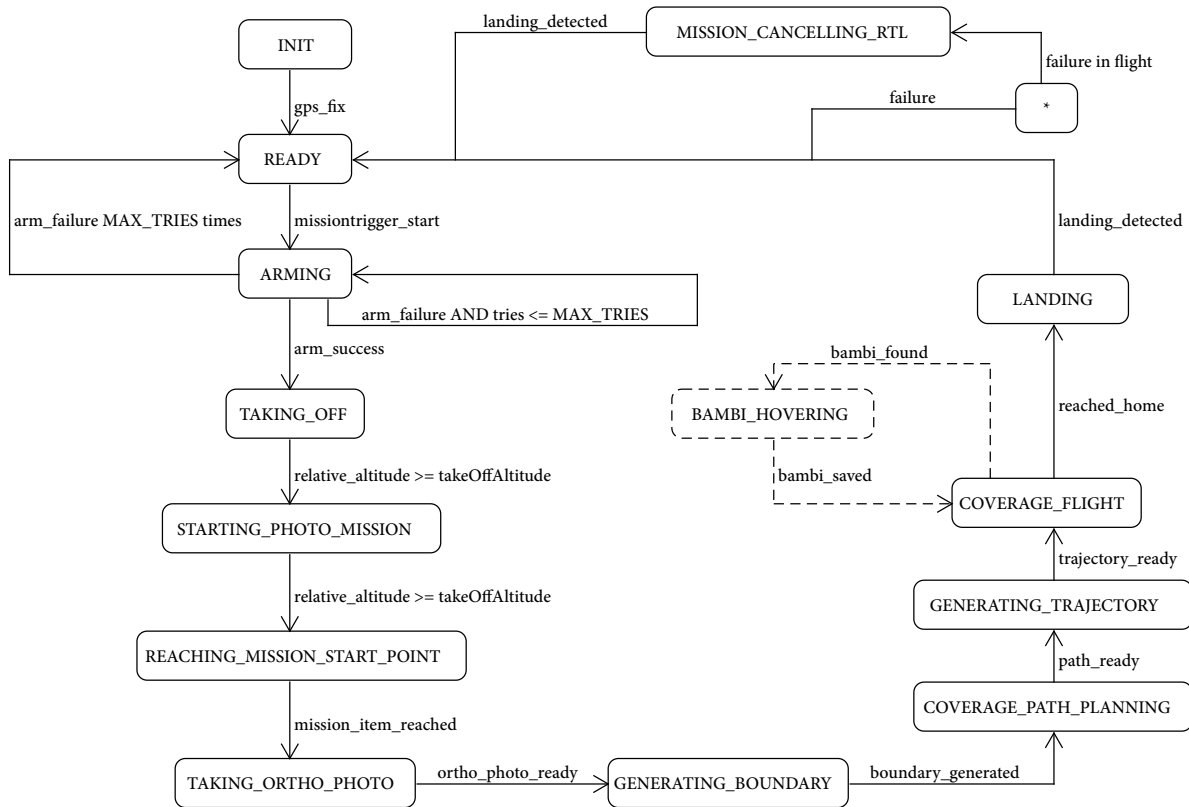 landing_detected
MISSION_CANCELLING_RTL
INIT
failure in flight
failure
*
gps_fix
READY
arm_failure MAX_TRIES times
missiontrigger_start
landing_detected
ARMING
LANDING
arm_failure AND tries <= MAX_TRIES
arm_success
bambi_found
TAKING_OFF
BAMBI_HOVERING
reached_home
relative_altitude >= takeOffAltitude
bambi_saved
COVERAGE_FLIGHT
STARTING_PHOTO_MISSION
trajectory_ready
relative_altitude >= takeOffAltitude
GENERATING_TRAJECTORY
REACHING_MISSION_START_POINT
path_ready
COVERAGE_PATH_PLANNING
mission_item_reached
TAKING_ORTHO_PHOTO
ortho_photo_ready
GENERATING_BOUNDARY
boundary_generated